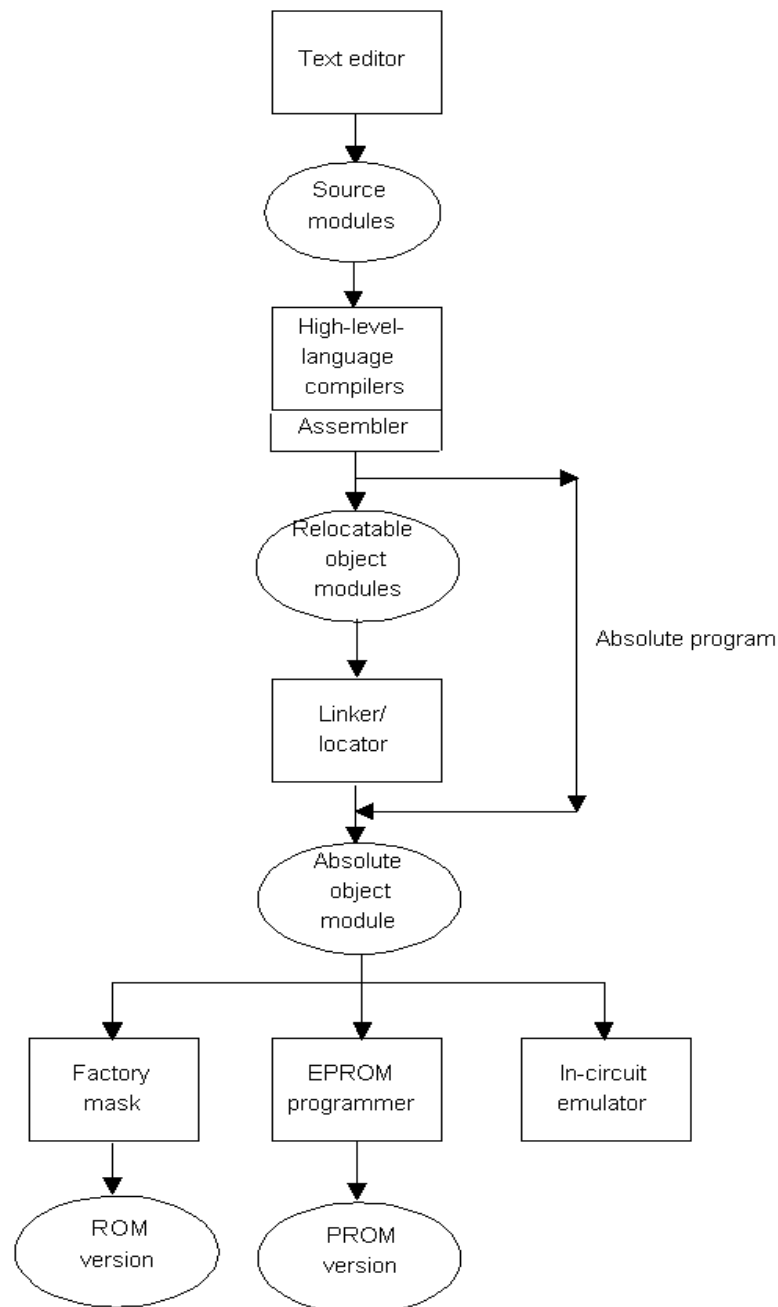 Text editor
Source
modules
High-level-
language
compilers
Assembler
Relocatable
object
modules
Absolute program
Linker/
locator
Absolute
object
module
Factory
mask
EPROM
programmer
In-circuit
emulator
ROM
version
PROM
version